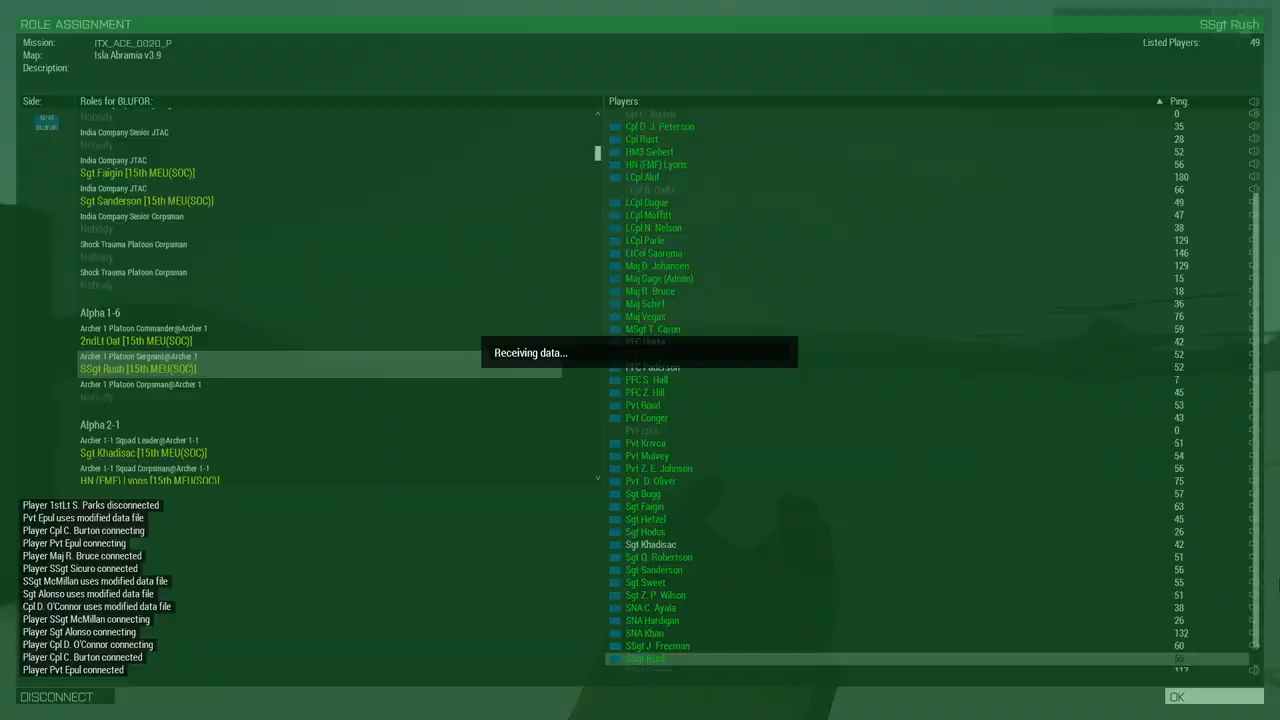 ROLE ASSIGNMENT
SSgt Rush
Mission: ITX_ACE_0020_P
Map: Isla Abramia v3.9
Description:
Listed Players: 49
Side:
Roles for BLUFOR:
BLUFOR
Nobody
India Company Senior JTAC
Nobody
India Company JTAC
Sgt Faigin [15th MEU(SOC)]
India Company JTAC
Sgt Sanderson [15th MEU(SOC)]
India Company Senior Corpsman
Nobody
Shock Trauma Platoon Corpsman
Nobody
Shock Trauma Platoon Corpsman
Nobody
Alpha 1-6
Archer 1 Platoon Commander@Archer 1
2ndLt Oat [15th MEU(SOC)]
Archer 1 Platoon Sergeant@Archer 1
SSgt Rush [15th MEU(SOC)]
Archer 1 Platoon Corpsman@Archer 1
Nobody
Alpha 2-1
Archer 1-1 Squad Leader@Archer 1-1
Sgt Khadisac [15th MEU(SOC)]
Archer 1-1 Squad Corpsman@Archer 1-1
HN (FMF) Lyons [15th MEU(SOC)]
Players: Ping:
Cpl C. Burton 0
Cpl D. J. Peterson 35
Cpl Rust 28
HM3 Siebert 52
HN (FMF) Lyons 56
LCpl Akif 180
66
LCpl Dague 49
LCpl Moffitt 47
LCpl N. Nelson 38
LCpl Parle 129
LtCol Saarema 146
Maj D. Johansen 129
Maj Gage (Admin) 15
Maj R. Bruce 18
Maj Schirf 36
Maj Vegas 76
MSgt T. Caron 59
42
52
PFC S. Hall 7
PFC Z. Hill 45
Pvt Bond 53
Pvt Conger 43
Pvt Epul 0
Pvt Krivca 51
Pvt Mulvey 54
Pvt Z. E. Johnson 56
Pvt. D. Oliver 75
Sgt Bugg 57
Sgt Faigin 63
Sgt Hetzel 45
Sgt Hodos 26
Sgt Khadisac 42
Sgt Q. Robertson 51
Sgt Sanderson 56
Sgt Sweet 55
Sgt Z. P. Wilson 51
SNA C. Ayala 38
SNA Hardigan 26
SNA Khan 132
SSgt J. Freeman 60
SSgt Rush
117
Receiving data...
Player 1stLt S. Parks disconnected
Pvt Epul uses modified data file
Player Cpl C. Burton connecting
Player Pvt Epul connecting
Player Maj R. Bruce connected
Player SSgt Sicuro connected
SSgt McMillan uses modified data file
Sgt Alonso uses modified data file
Cpl D. O'Connor uses modified data file
Player SSgt McMillan connecting
Player Sgt Alonso connecting
Player Cpl D. O'Connor connecting
Player Cpl C. Burton connected
Player Pvt Epul connected
DISCONNECT
OK